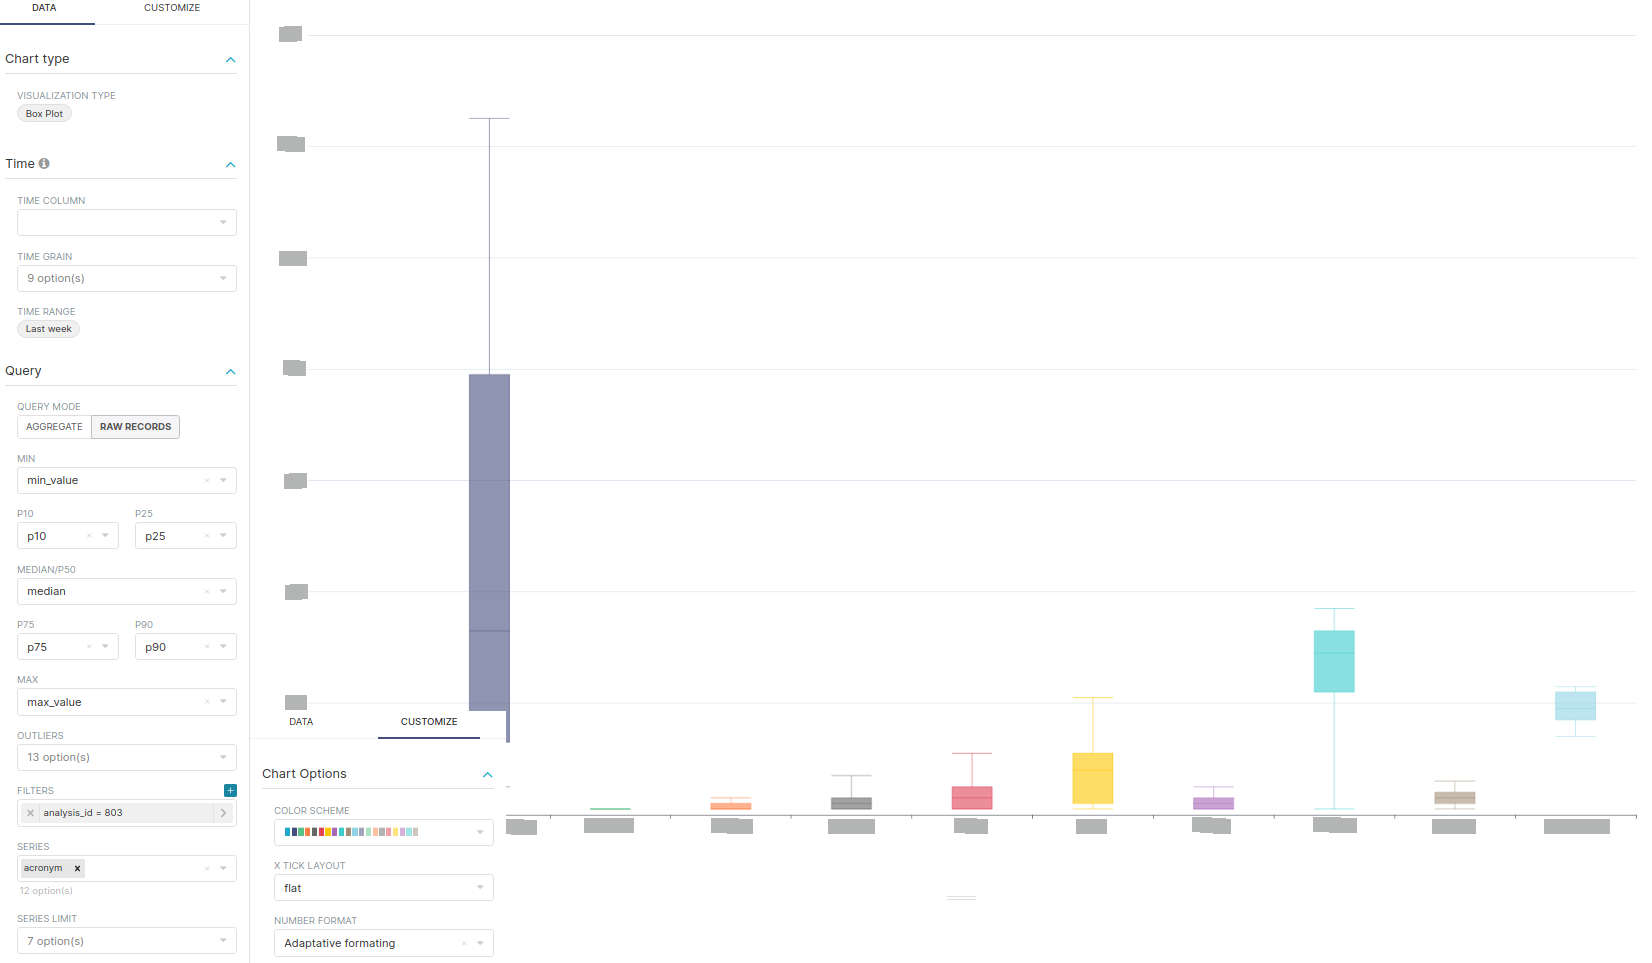 DATA CUSTOMIZE
Chart type
VISUALIZATION TYPE
Box Plot
Time
TIME COLUMN
TIME GRAIN
9 option(s)
TIME RANGE
Last week
Query
QUERY MODE
AGGREGATE RAW RECORDS
MIN
min_value
P10 P25
p10 p25
MEDIAN/P50
median
P75 P90
p75 p90
MAX
max_value
OUTLIERS
13 option(s)
FILTERS
analysis_id = 803
SERIES
acronym
12 option(s)
SERIES LIMIT
7 option(s)
DATA CUSTOMIZE
Chart Options
COLOR SCHEME
X TICK LAYOUT
flat
NUMBER FORMAT
Adaptative formating